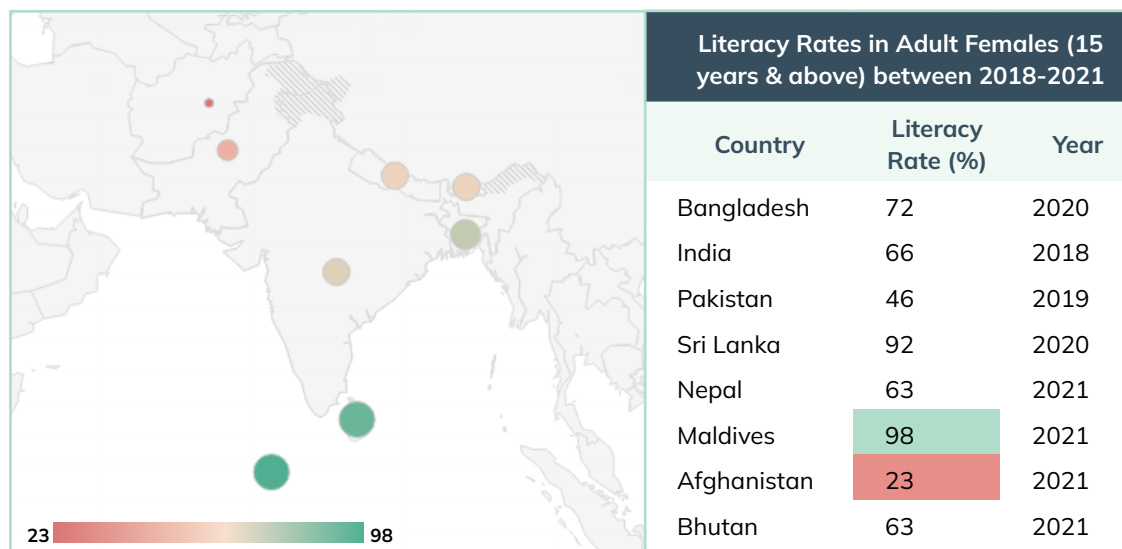 Literacy Rates in Adult Females (15
years & above) between 2018-2021
Country Literacy Rate (%) Year
Bangladesh 72 2020
India 66 2018
Pakistan 46 2019
Sri Lanka 92 2020
Nepal 63 2021
Maldives 98 2021
Afghanistan 23 2021
Bhutan 63 2021
23 98